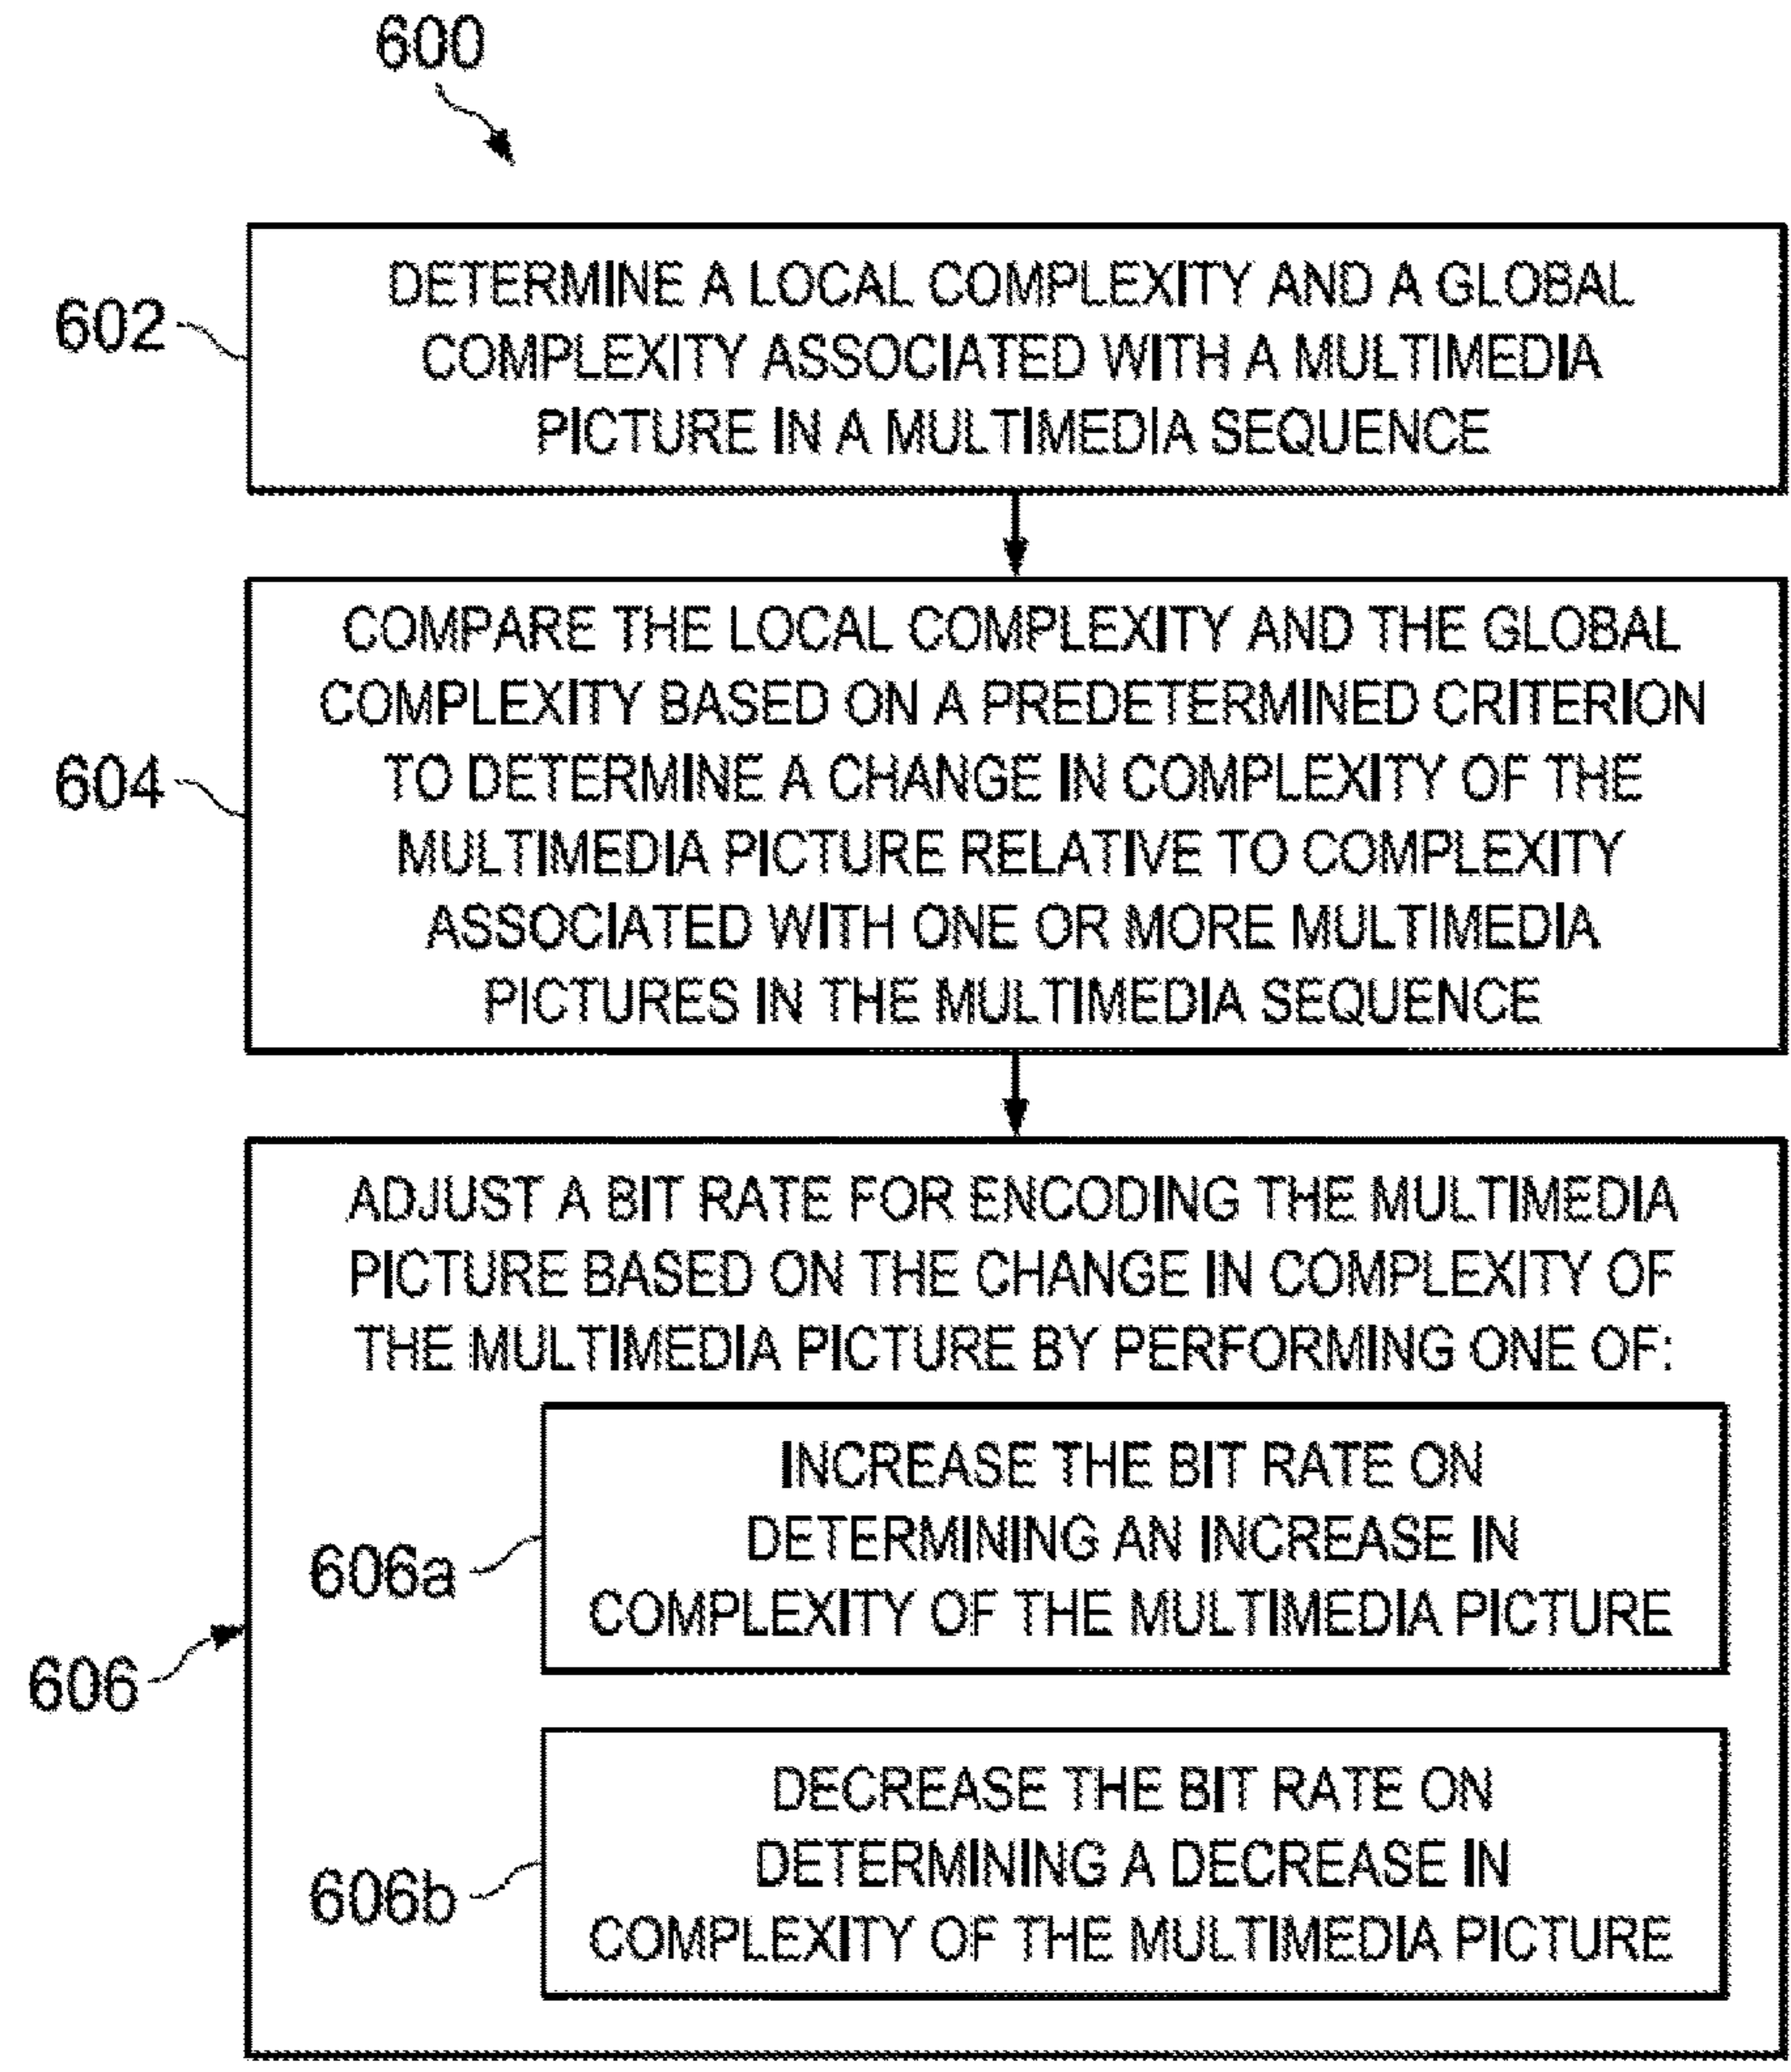 600
602
DETERMINE A LOCAL COMPLEXITY AND A GLOBAL
COMPLEXITY ASSOCIATED WITH A MULTIMEDIA
PICTURE IN A MULTIMEDIA SEQUENCE
604
COMPARE THE LOCAL COMPLEXITY AND THE GLOBAL
COMPLEXITY BASED ON A PREDETERMINED CRITERION
TO DETERMINE A CHANGE IN COMPLEXITY OF THE
MULTIMEDIA PICTURE RELATIVE TO COMPLEXITY
ASSOCIATED WITH ONE OR MORE MULTIMEDIA
PICTURES IN THE MULTIMEDIA SEQUENCE
606
ADJUST A BIT RATE FOR ENCODING THE MULTIMEDIA
PICTURE BASED ON THE CHANGE IN COMPLEXITY OF
THE MULTIMEDIA PICTURE BY PERFORMING ONE OF:
606a
INCREASE THE BIT RATE ON
DETERMINING AN INCREASE IN
COMPLEXITY OF THE MULTIMEDIA PICTURE
606b
DECREASE THE BIT RATE ON
DETERMINING A DECREASE IN
COMPLEXITY OF THE MULTIMEDIA PICTURE